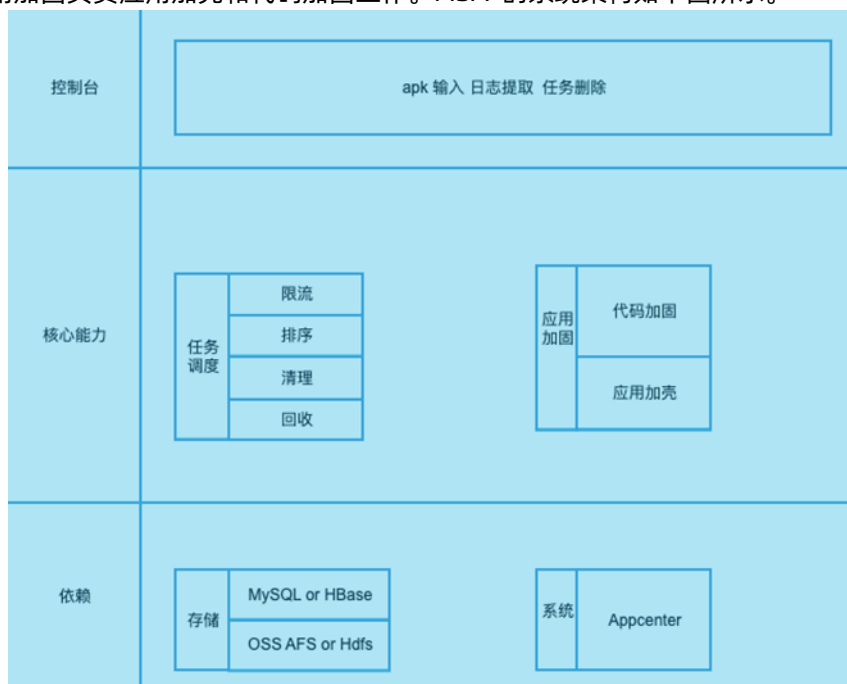 控制台
apk 输入 日志提取 任务删除
核心能力
任务
调度
限流
排序
清理
回收
应用
加固
代码加固
应用加壳
依赖
存储
MySQL or HBase
OSS AFS or Hdfs
系统
Appcenter